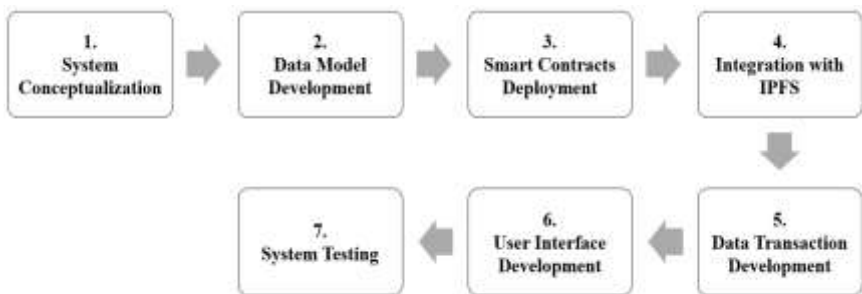 1.
System
Conceptualization
2.
Data Model
Development
3.
Smart Contracts
Deployment
4.
Integration with
IPFS
5.
Data Transaction
Development
6.
User Interface
Development
7.
System Testing